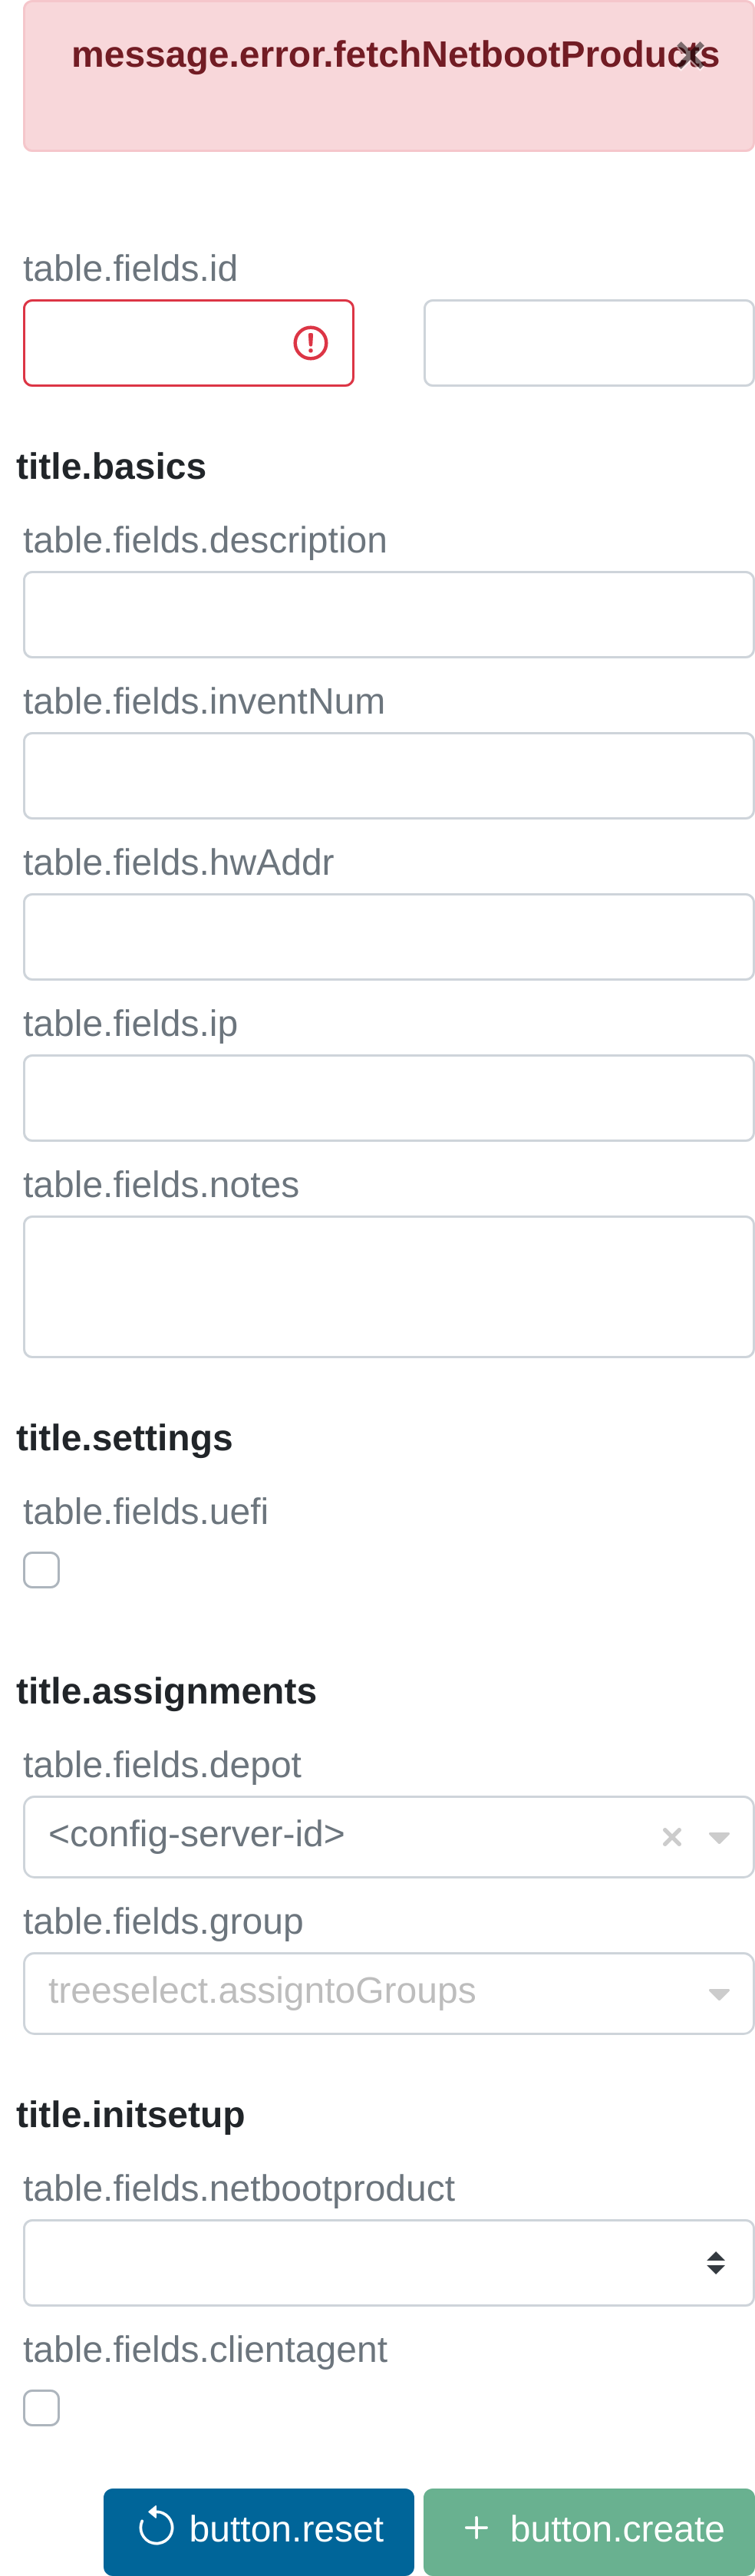 message.error.fetchNetbootProducts
table.fields.id
title.basics
table.fields.description
table.fields.inventNum
table.fields.hwAddr
table.fields.ip
table.fields.notes
title.settings
table.fields.uefi
title.assignments
table.fields.depot
<config-server-id>
table.fields.group
treeselect.assigntoGroups
title.initsetup
table.fields.netbootproduct
table.fields.clientagent
button.reset
button.create